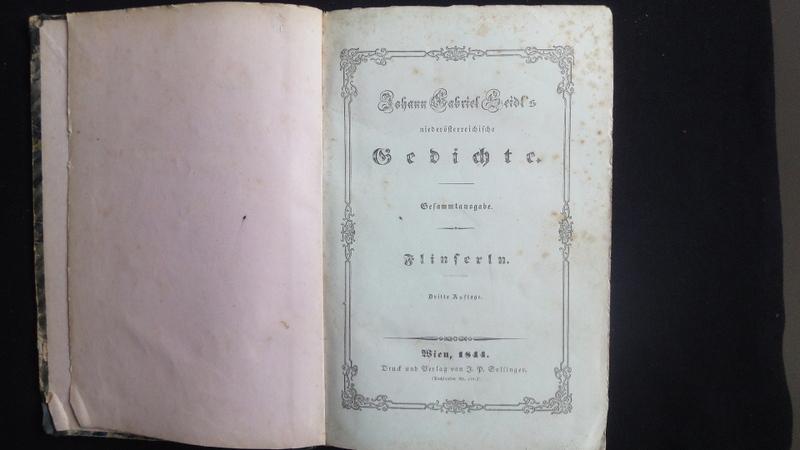 Johann Gabriel Seidl's
niederösterreichische
Gedichte.
Gesammtausgabe.
Flinserln.
Dritte Auflage.
Wien, 1844.
Druck und Verlag von J. P. Sollinger.